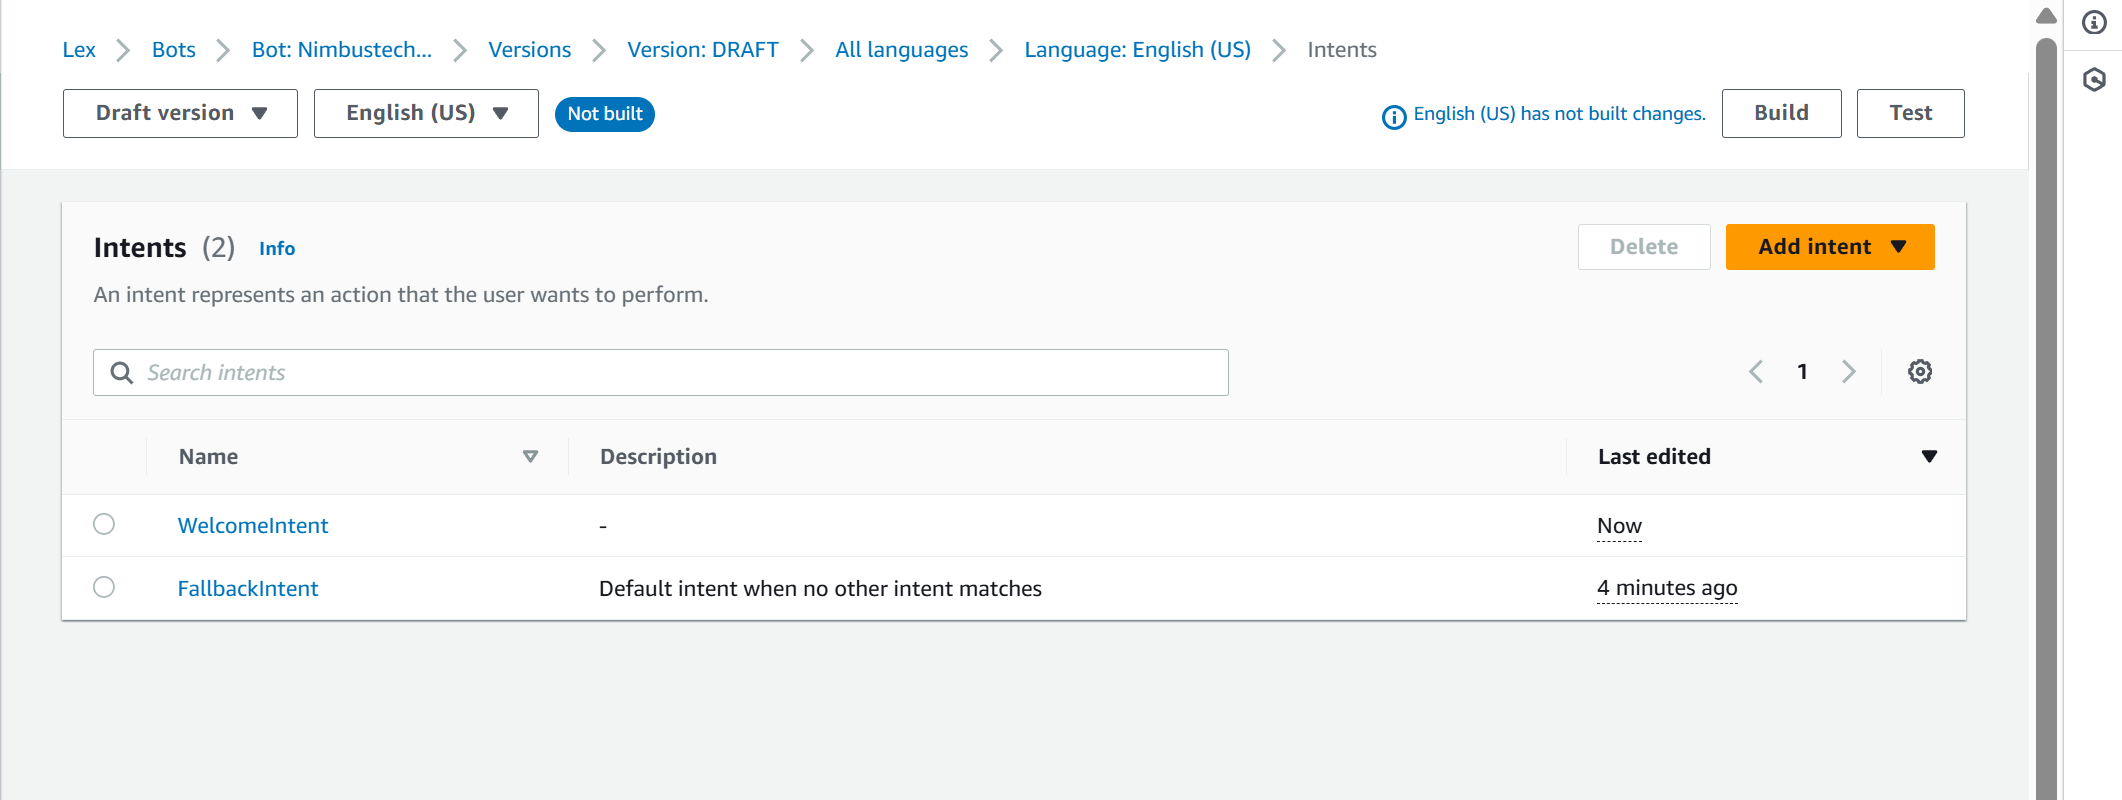 Lex Bots Bot: Nimbustech... Versions Version: DRAFT All languages Language: English (US) Intents
Draft version English (US) Not built English (US) has not built changes. Build Test
Intents (2) Info Delete Add intent
An intent represents an action that the user wants to perform.
Search intents 1
Name Description Last edited
WelcomeIntent - Now
FallbackIntent Default intent when no other intent matches 4 minutes ago